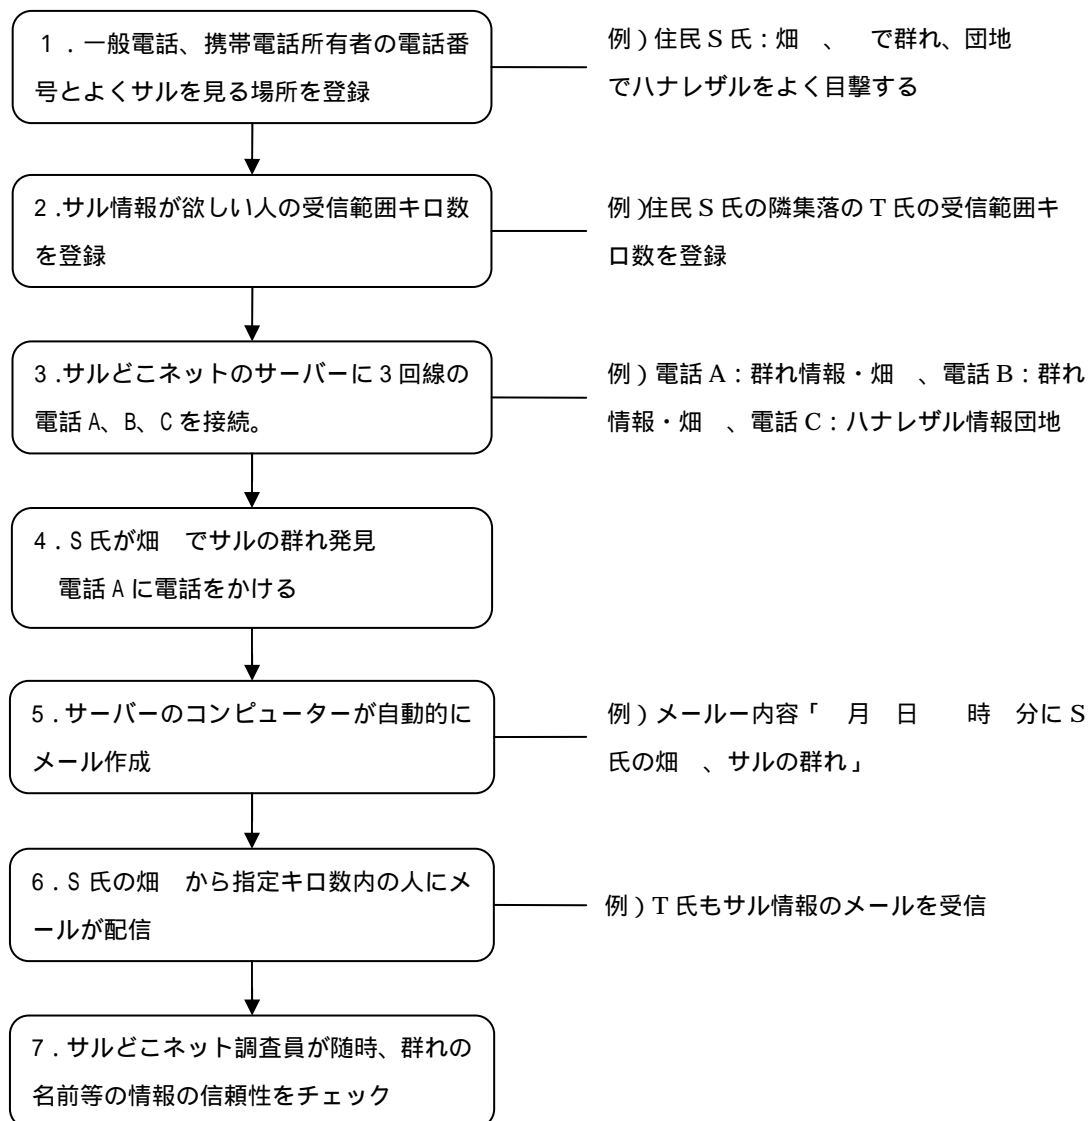 1．一般電話、携帯電話所有者の電話番
号とよくサルを見る場所を登録
例）住民S氏：畑　、　で群れ、団地
でハナレザルをよく目撃する
2．サル情報が欲しい人の受信範囲キロ数
を登録
例）住民S氏の隣集落のT氏の受信範囲キ
ロ数を登録
3．サルどこネットのサーバーに3回線の
電話A、B、Cを接続。
例）電話A：群れ情報・畑　、電話B：群れ
情報・畑　、電話C：ハナレザル情報団地
4．S氏が畑　でサルの群れ発見
電話Aに電話をかける
5．サーバーのコンピューターが自動的に
メール作成
例）メールー内容「　月　日　　時　分にS
氏の畑　、サルの群れ」
6．S氏の畑　から指定キロ数内の人にメ
ールが配信
例）T氏もサル情報のメールを受信
7．サルどこネット調査員が随時、群れの
名前等の情報の信頼性をチェック